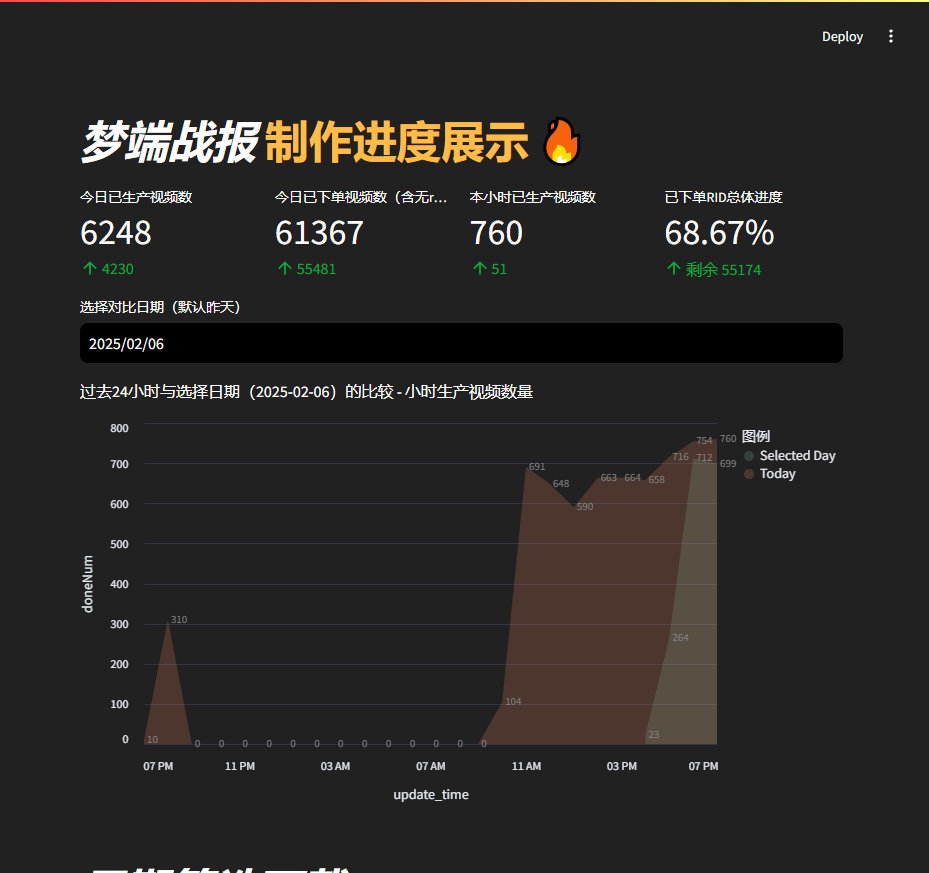 Deploy
梦端战报 制作进度展示
今日已生产视频数
6248
4230
今日已下单视频数（含无r...
61367
55481
本小时已生产视频数
760
51
已下单RID总体进度
68.67%
剩余 55174
选择对比日期（默认昨天）
2025/02/06
过去24小时与选择日期（2025-02-06）的比较 - 小时生产视频数量
800
700
600
500
400
300
200
100
0
doneNum
10
310
0
0
0
0
0
0
0
0
0
0
0
0
0
104
691
648
590
663
664
658
716
754
760
23
264
712
699
图例
Selected Day
Today
07 PM
11 PM
03 AM
07 AM
11 AM
03 PM
07 PM
update_time